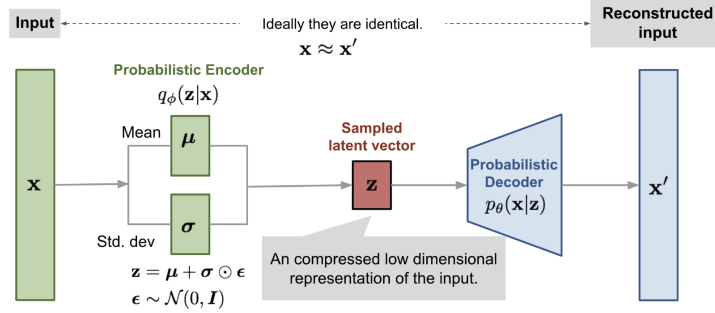 Input
Ideally they are identical.
x ≈ x′
Reconstructed
input
Probabilistic Encoder
qϕ(z|x)
Mean
μ
Sampled
latent vector
x
z
Probabilistic
Decoder
pθ(x|z)
x′
σ
Std. dev
An compressed low dimensional
representation of the input.
z = μ + σ ⊙ ϵ
ϵ ∼ 𝒩(0, I)